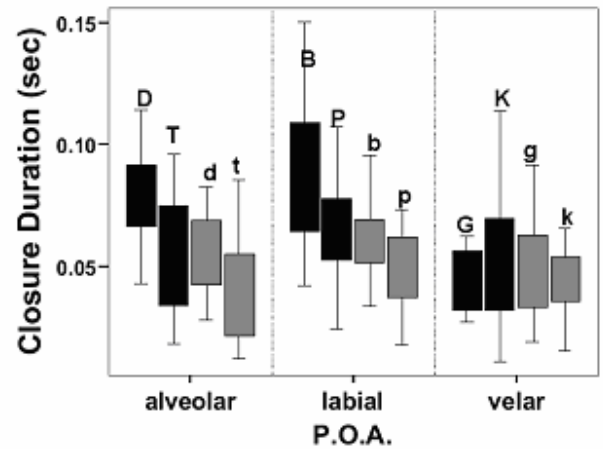 Closure Duration (sec)
0.15
0.10
0.05
D
T
d
t
B
P
b
p
G
K
g
k
alveolar
labial
velar
P.O.A.